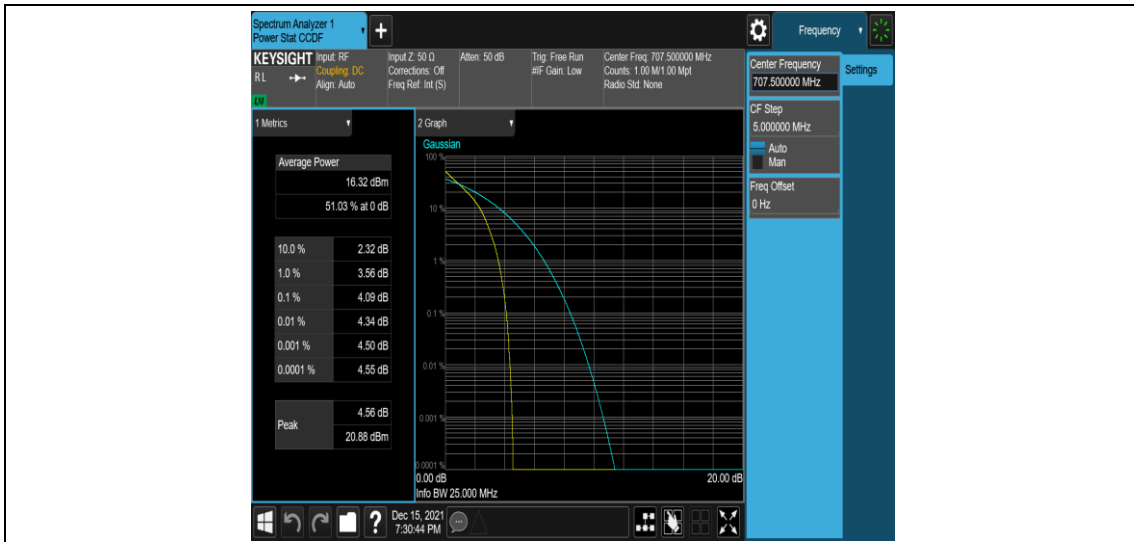 Spectrum Analyzer 1
Power Stat CCDF
+
Frequency
KEYSIGHT
RL
LXI
Input: RF
Coupling: DC
Align: Auto
Input Z: 50 Ω
Corrections: Off
Freq Ref: Int (S)
Atten: 50 dB
Trig: Free Run
#IF Gain: Low
Center Freq: 707.500000 MHz
Counts: 1.00 M/1.00 Mpt
Radio Std: None
Center Frequency
707.500000 MHz
Settings
CF Step
5.000000 MHz
Auto
Man
Freq Offset
0 Hz
1 Metrics
Average Power
16.32 dBm
51.03 % at 0 dB
10.0 % 2.32 dB
1.0 % 3.56 dB
0.1 % 4.09 dB
0.01 % 4.34 dB
0.001 % 4.50 dB
0.0001 % 4.55 dB
Peak
4.56 dB
20.88 dBm
2 Graph
Gaussian
100 %
10 %
1 %
0.1 %
0.01 %
0.001 %
0.0001 %
0.00 dB 20.00 dB
Info BW 25.000 MHz
?
Dec 15, 2021
7:30:44 PM